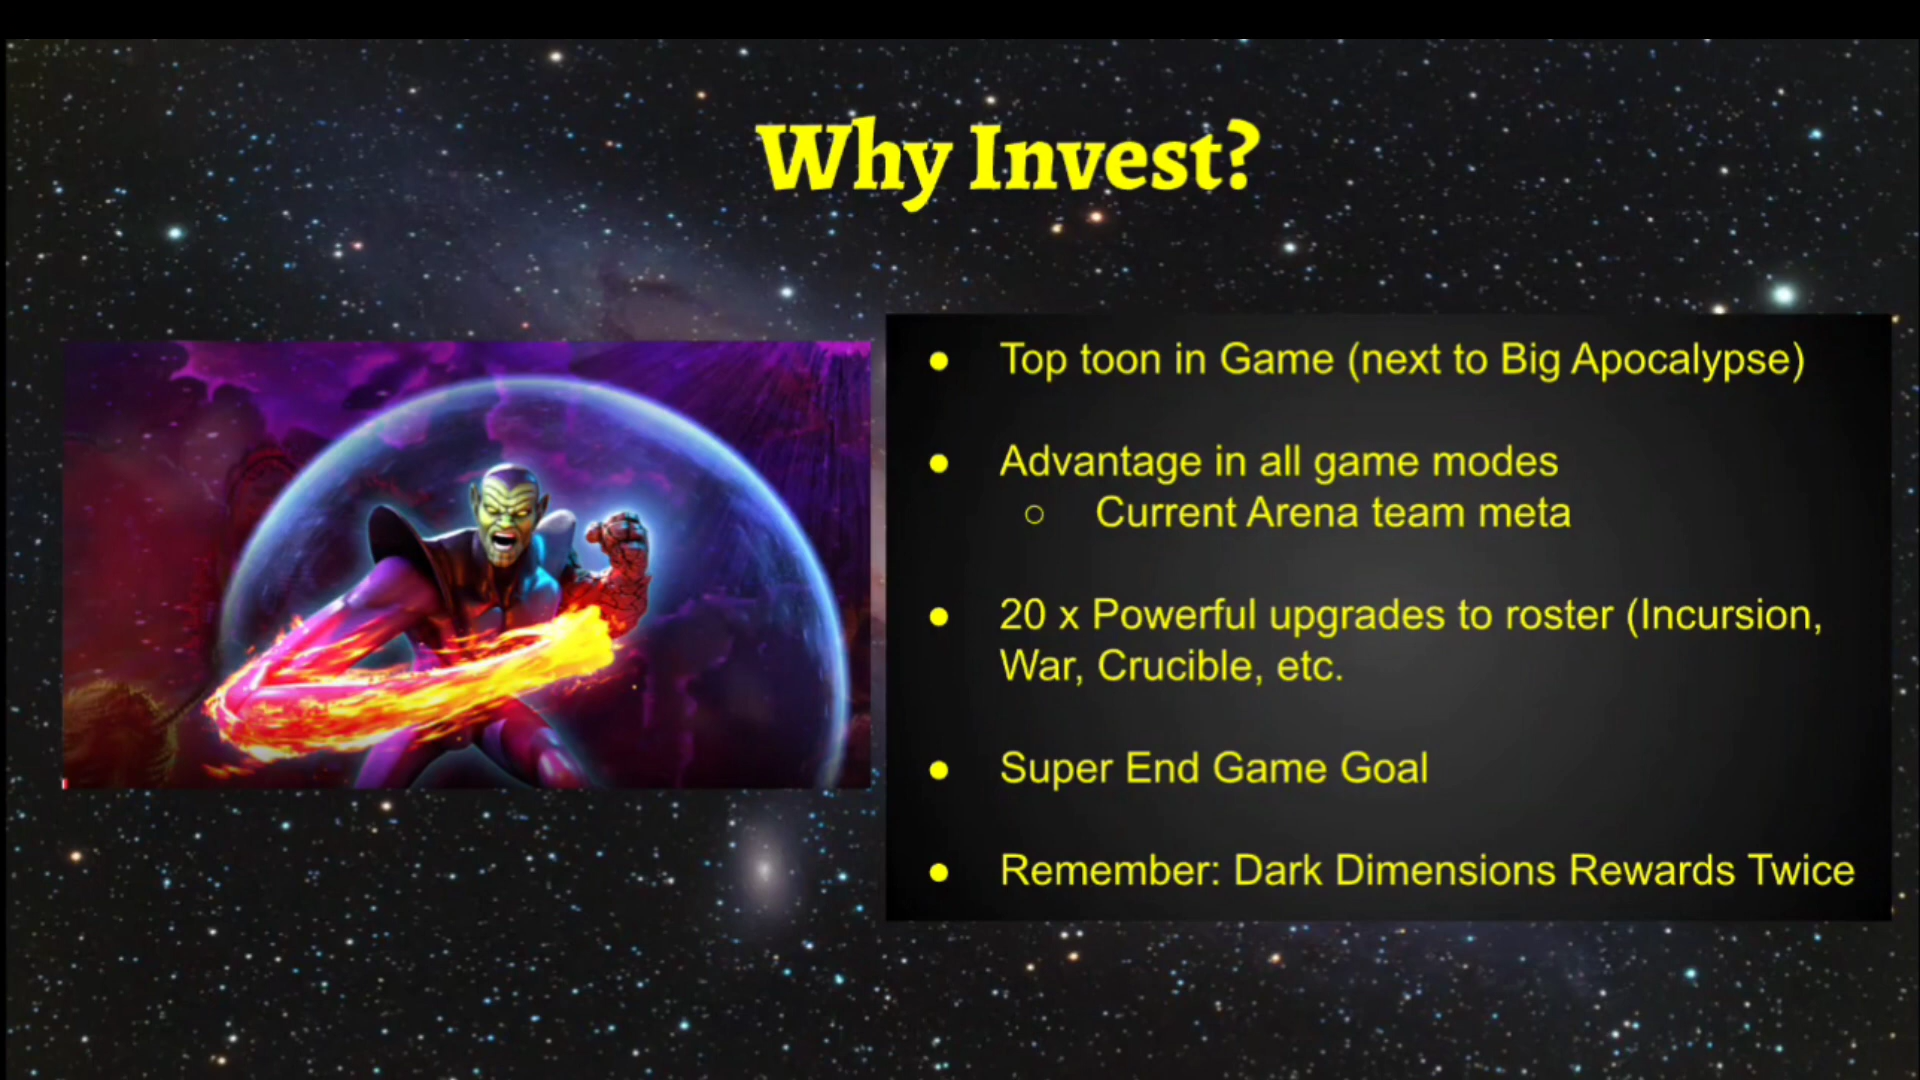 Why Invest?
● Top toon in Game (next to Big Apocalypse)
● Advantage in all game modes
○ Current Arena team meta
● 20 x Powerful upgrades to roster (Incursion,
War, Crucible, etc.
● Super End Game Goal
● Remember: Dark Dimensions Rewards Twice